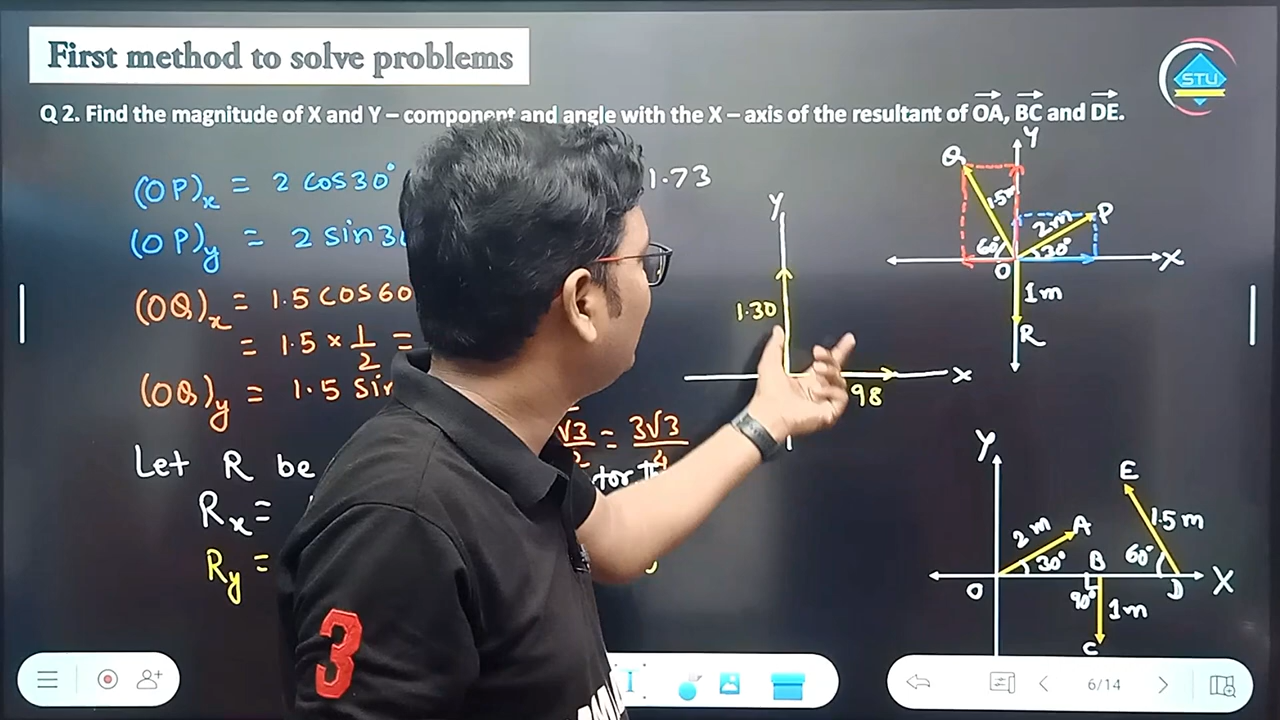 First method to solve problems
STU
Q 2. Find the magnitude of X and Y – component and angle with the X – axis of the resultant of OA, BC and DE.
(OP)x = 2 cos30° 1.73
(OP)y = 2 sin3
(OQ)x = 1.5 cos60
= 1.5 × 1/2 =
(OQ)y = 1.5 Sin
√3/2 = 3√3/4
Let R be
Rx =
Ry =
Y
1.30
X
98
Y
Q
1.5m
P
2m
60°
30°
O
X
1m
R
Y
E
2 m
A
1.5 m
30°
B
60°
O
D
X
90°
1m
C
3
6/14